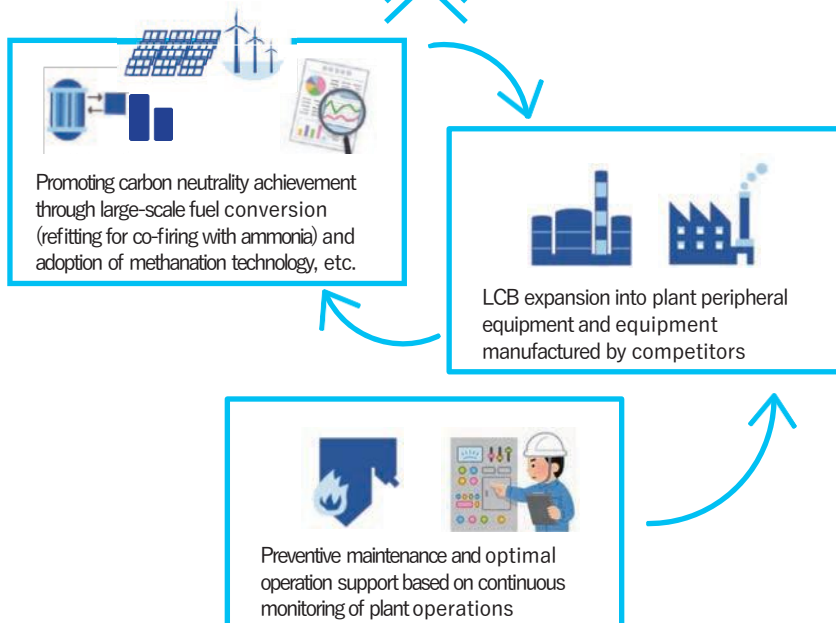 Promoting carbon neutrality achievement
through large-scale fuel conversion
(refitting for co-firing with ammonia) and
adoption of methanation technology, etc.
LCB expansion into plant peripheral
equipment and equipment
manufactured by competitors
Preventive maintenance and optimal
operation support based on continuous
monitoring of plant operations